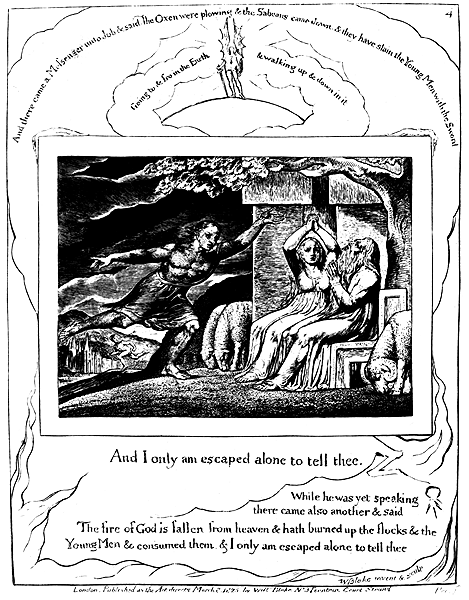 4
And there came a Messenger unto Job & said The Oxen were plowing & the Sabeans came down & they have slain the Young Men with the Sword
Going to & fro in the Earth
& walking up & down in it
And I only am escaped alone to tell thee.
While he was yet speaking
there came also another & said
The fire of God is fallen from heaven & hath burned up the flocks & the
Young Men & consumed them & I only am escaped alone to tell thee
WBlake invent & sculp
London. Published as the Act directs March 8: 1825 by Will Blake No 3 Fountain Court Strand